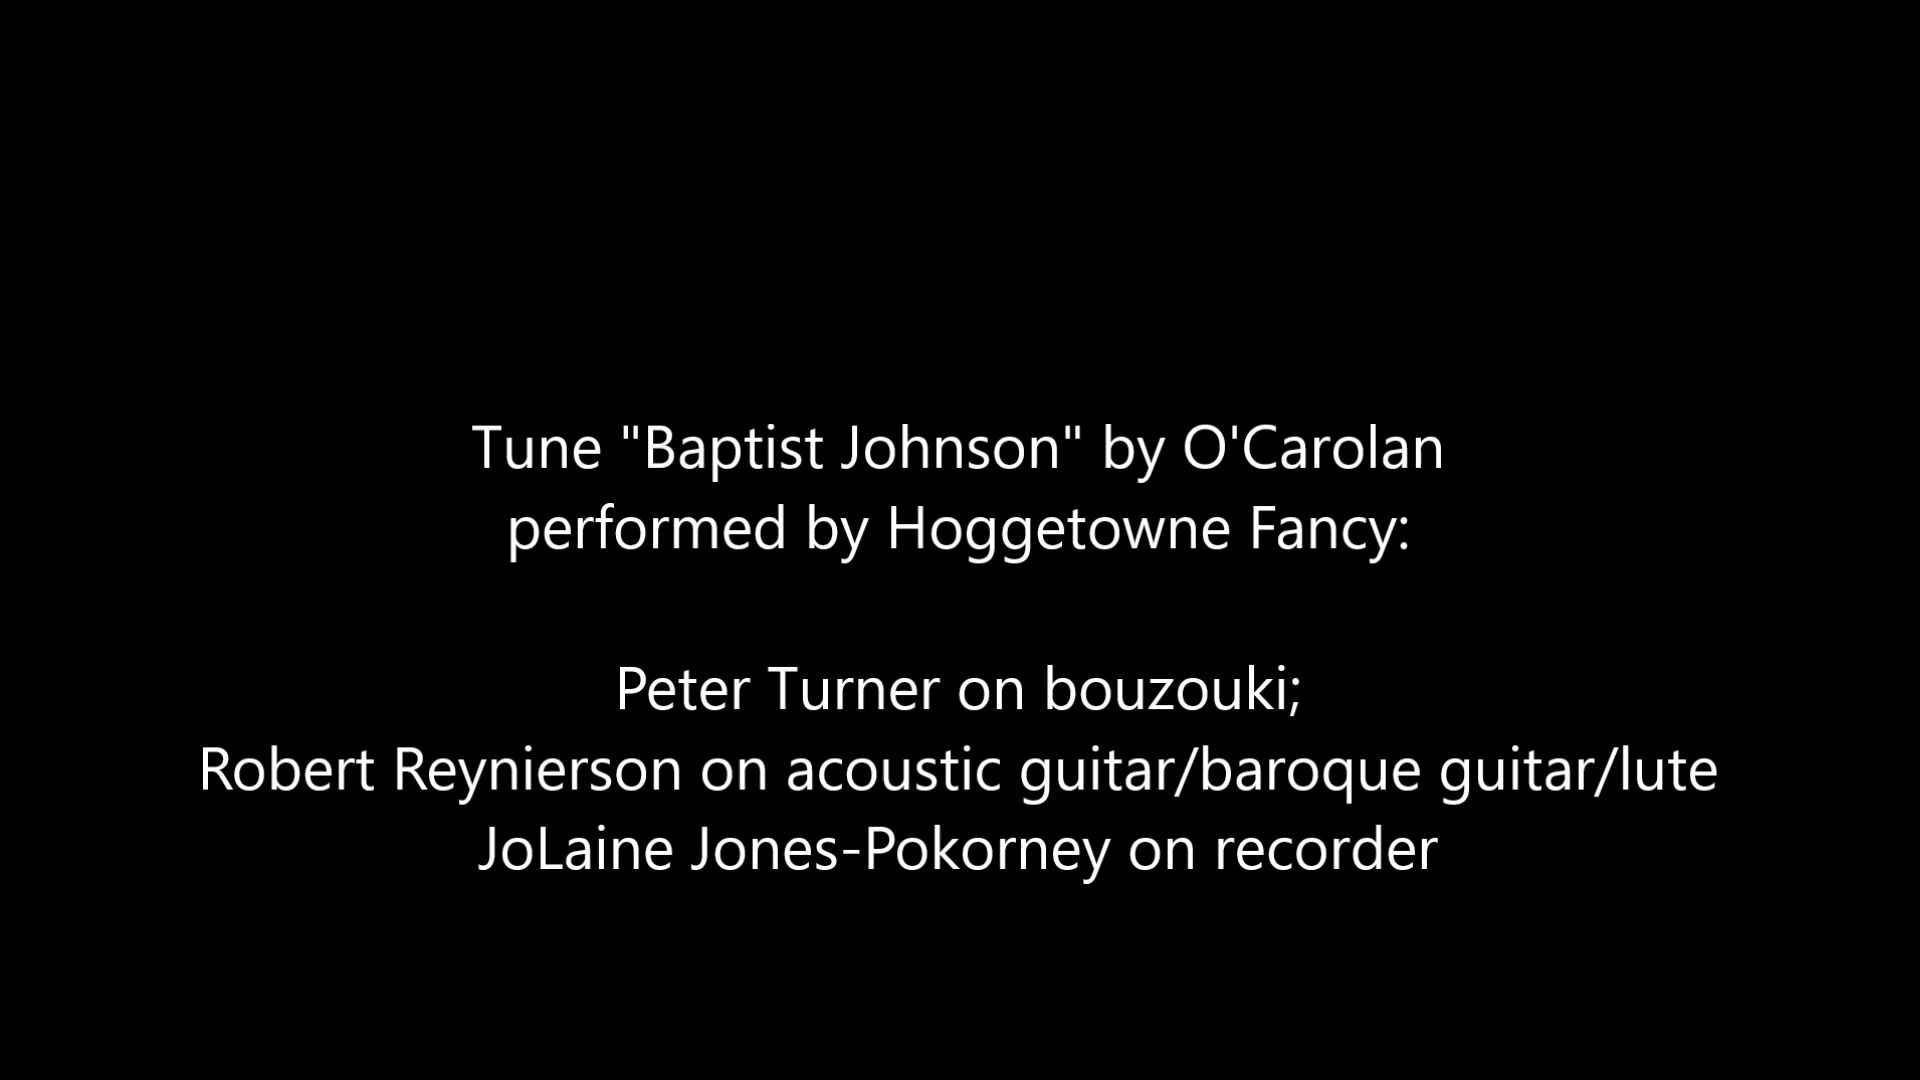 Tune "Baptist Johnson" by O'Carolan
performed by Hoggetowne Fancy:
Peter Turner on bouzouki;
Robert Reynierson on acoustic guitar/baroque guitar/lute
JoLaine Jones-Pokorney on recorder